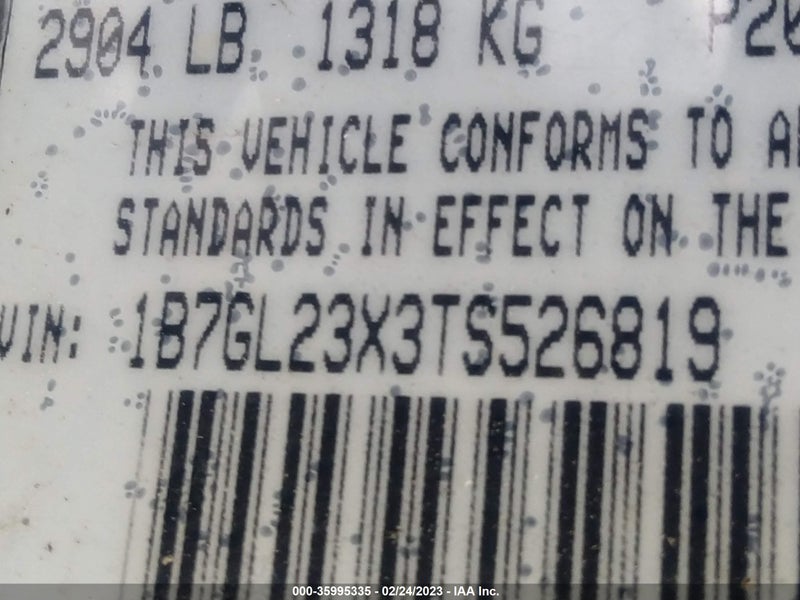 2904 LB 1318 KG P20
THIS VEHICLE CONFORMS TO A
STANDARDS IN EFFECT ON THE
VIN: 1B7GL23X3TS526819
000-35995335 - 02/24/2023 - IAA Inc.